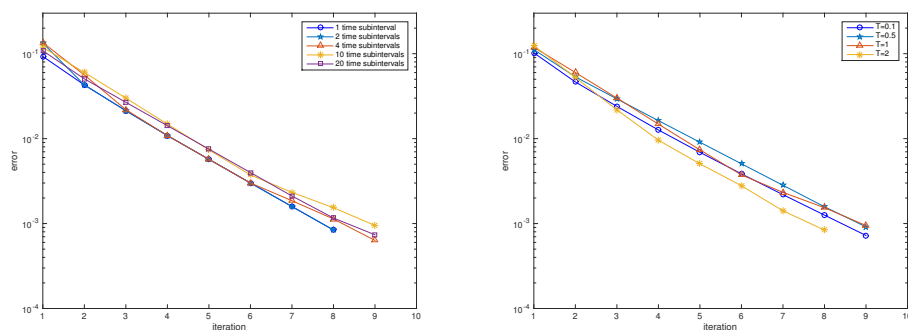 1 time subinterval
2 time subintervals
4 time subintervals
10 time subintervals
20 time subintervals
10^-1
10^-2
10^-3
10^-4
error
1 2 3 4 5 6 7 8 9 10
iteration
T=0.1
T=0.5
T=1
T=2
10^-1
10^-2
10^-3
10^-4
error
1 2 3 4 5 6 7 8 9 10
iteration